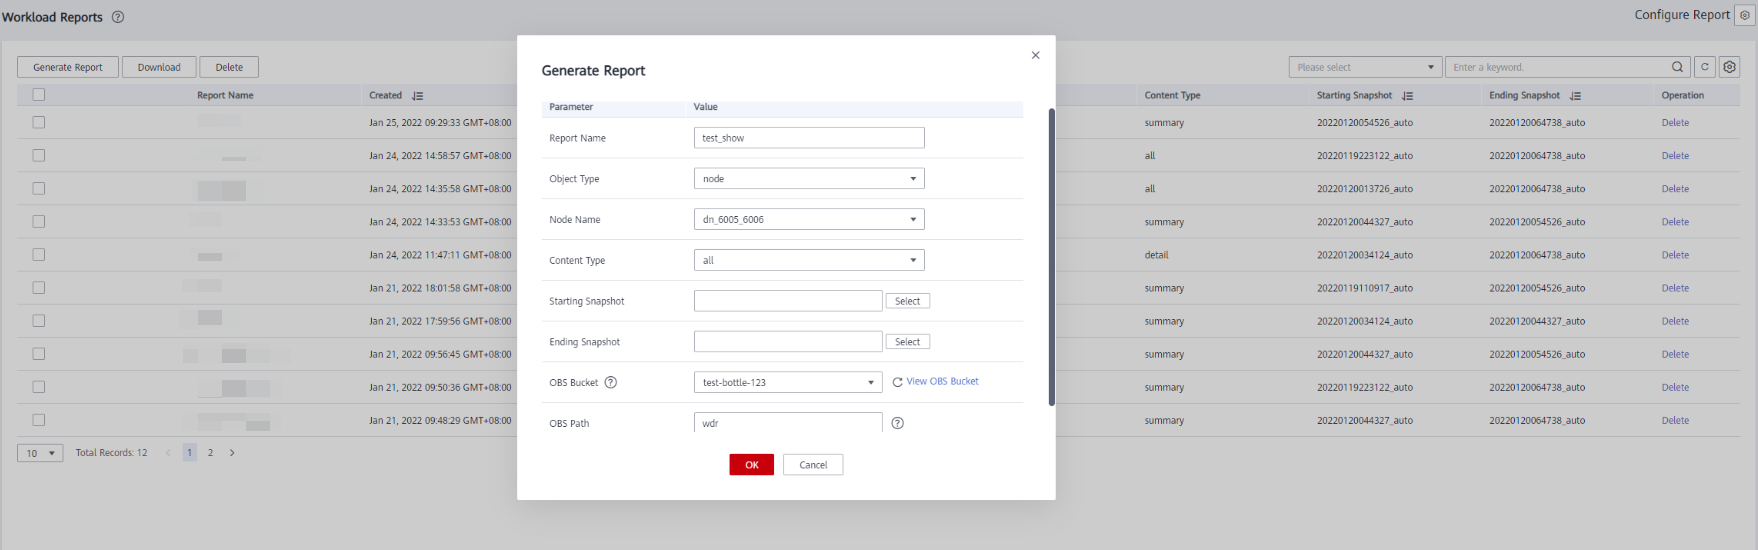 Workload Reports ?
Configure Report
Generate Report Download Delete
Please select Enter a keyword.
Report Name Created Content Type Starting Snapshot Ending Snapshot Operation
Jan 25, 2022 09:29:33 GMT+08:00 summary 20220120054526_auto 20220120064738_auto Delete
Jan 24, 2022 14:58:57 GMT+08:00 all 20220119223122_auto 20220120064738_auto Delete
Jan 24, 2022 14:35:58 GMT+08:00 all 20220120013726_auto 20220120064738_auto Delete
Jan 24, 2022 14:33:53 GMT+08:00 summary 20220120044327_auto 20220120054526_auto Delete
Jan 24, 2022 11:47:11 GMT+08:00 detail 20220120034124_auto 20220120064738_auto Delete
Jan 21, 2022 18:01:58 GMT+08:00 summary 20220119110917_auto 20220120054526_auto Delete
Jan 21, 2022 17:59:56 GMT+08:00 summary 20220120034124_auto 20220120044327_auto Delete
Jan 21, 2022 09:56:45 GMT+08:00 summary 20220120044327_auto 20220120054526_auto Delete
Jan 21, 2022 09:50:36 GMT+08:00 summary 20220119223122_auto 20220120064738_auto Delete
Jan 21, 2022 09:48:29 GMT+08:00 summary 20220120044327_auto 20220120064738_auto Delete
10 Total Records: 12 < 1 2 >
Generate Report
Parameter Value
Report Name test_show
Object Type node
Node Name dn_6005_6006
Content Type all
Starting Snapshot Select
Ending Snapshot Select
OBS Bucket ? test-bottle-123 View OBS Bucket
OBS Path wdr ?
OK Cancel